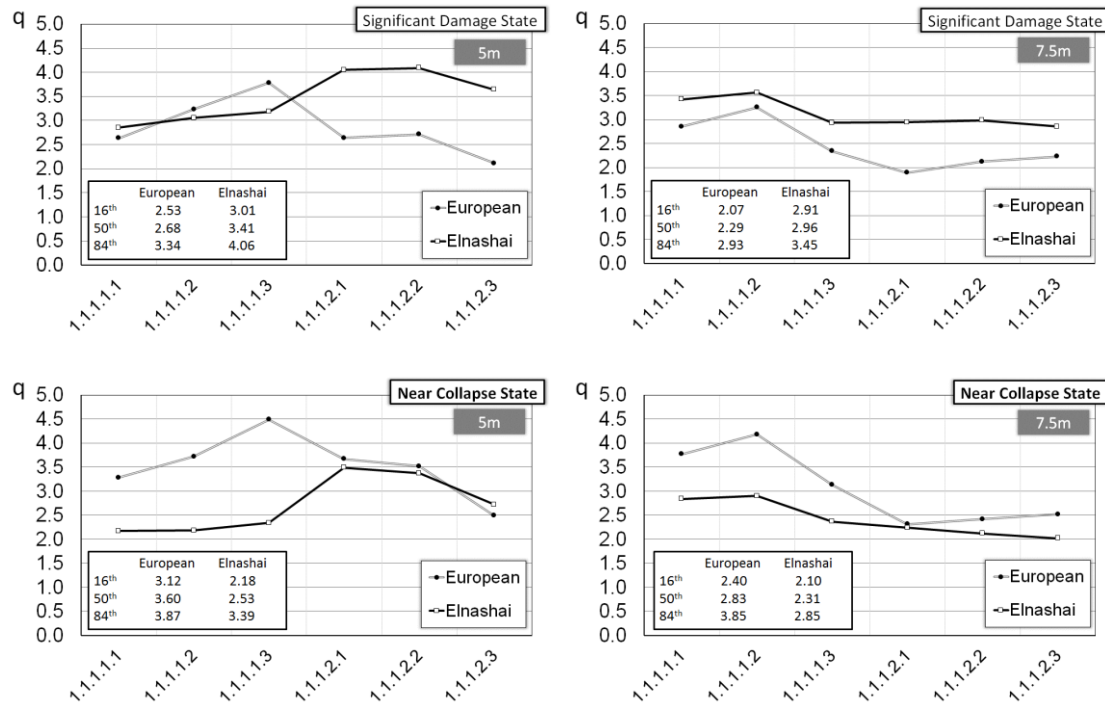 q
Significant Damage State
5m
5.0
4.5
4.0
3.5
3.0
2.5
2.0
1.5
1.0
0.5
0.0
European Elnashai
16th 2.53 3.01
50th 2.68 3.41
84th 3.34 4.06
European
Elnashai
1.1.1.1.1
1.1.1.1.2
1.1.1.1.3
1.1.1.2.1
1.1.1.2.2
1.1.1.2.3
q
Significant Damage State
7.5m
5.0
4.5
4.0
3.5
3.0
2.5
2.0
1.5
1.0
0.5
0.0
European Elnashai
16th 2.07 2.91
50th 2.29 2.96
84th 2.93 3.45
European
Elnashai
1.1.1.1.1
1.1.1.1.2
1.1.1.1.3
1.1.1.2.1
1.1.1.2.2
1.1.1.2.3
q
Near Collapse State
5m
5.0
4.5
4.0
3.5
3.0
2.5
2.0
1.5
1.0
0.5
0.0
European Elnashai
16th 3.12 2.18
50th 3.60 2.53
84th 3.87 3.39
European
Elnashai
1.1.1.1.1
1.1.1.1.2
1.1.1.1.3
1.1.1.2.1
1.1.1.2.2
1.1.1.2.3
q
Near Collapse State
7.5m
5.0
4.5
4.0
3.5
3.0
2.5
2.0
1.5
1.0
0.5
0.0
European Elnashai
16th 2.40 2.10
50th 2.83 2.31
84th 3.85 2.85
European
Elnashai
1.1.1.1.1
1.1.1.1.2
1.1.1.1.3
1.1.1.2.1
1.1.1.2.2
1.1.1.2.3